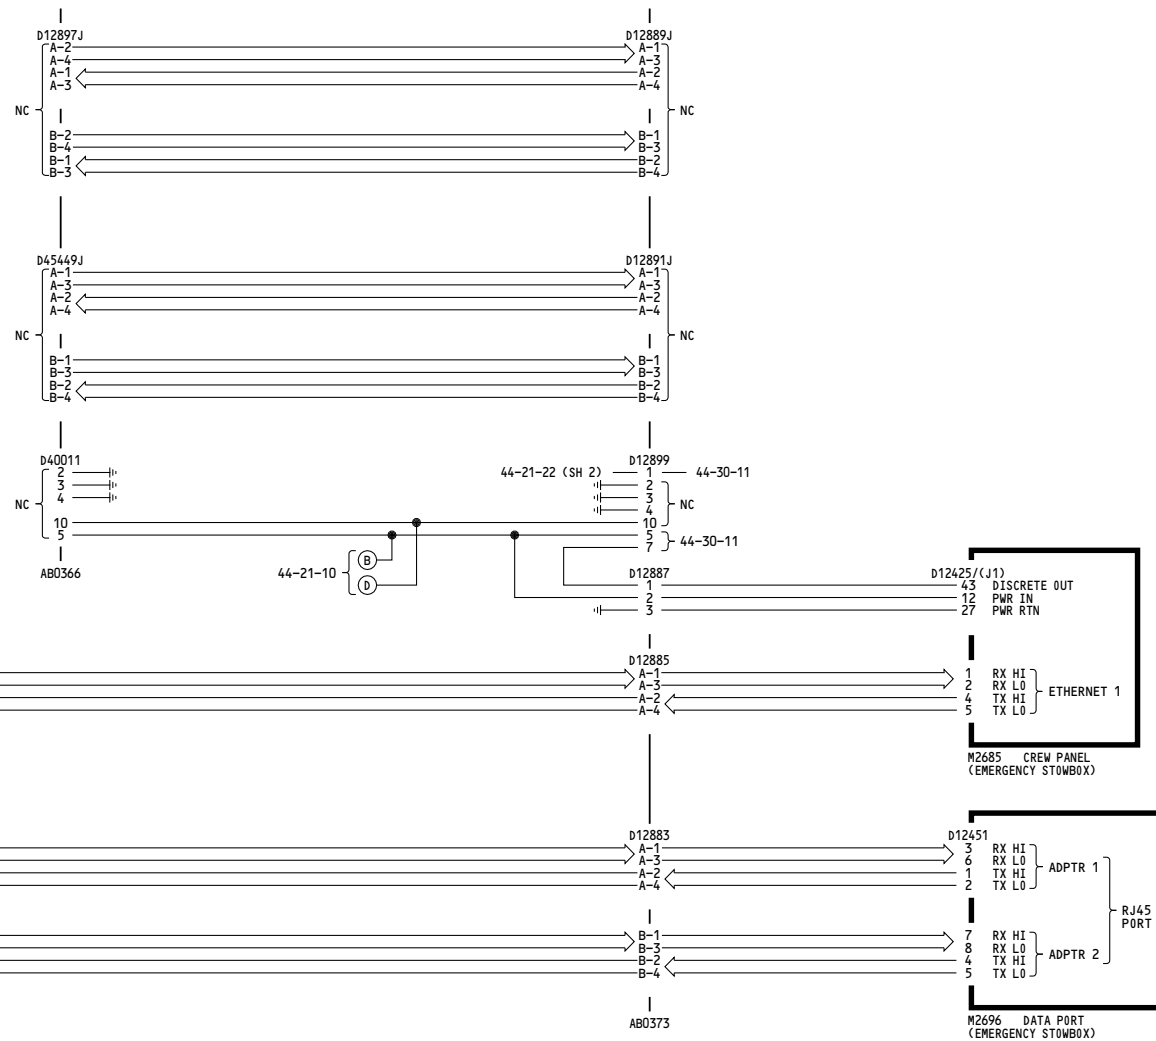 D12897J D12889J
A-2 A-1
A-4 A-3
A-1 A-2
A-3 A-4
NC NC
B-2 B-1
B-4 B-3
B-1 B-2
B-3 B-4
D45449J D12891J
A-1 A-1
A-3 A-3
A-2 A-2
A-4 A-4
NC NC
B-1 B-1
B-3 B-3
B-2 B-2
B-4 B-4
D40011 D12899
2 44-21-22 (SH 2) 1 44-30-11
3 2
4 3
NC NC
4
10 10
5 5
7 44-30-11
AB0366 44-21-10 B D
D12887 D12425/(J1)
1 43 DISCRETE OUT
2 12 PWR IN
3 27 PWR RTN
D12885
A-1 1 RX HI
A-3 2 RX LO
A-2 4 TX HI
A-4 5 TX LO
ETHERNET 1
M2685 CREW PANEL
(EMERGENCY STOWBOX)
D12883 D12451
A-1 3 RX HI
A-3 6 RX LO
A-2 1 TX HI
A-4 2 TX LO
ADPTR 1
RJ45
PORT
B-1 7 RX HI
B-3 8 RX LO
B-2 4 TX HI
B-4 5 TX LO
ADPTR 2
AB0373
M2696 DATA PORT
(EMERGENCY STOWBOX)